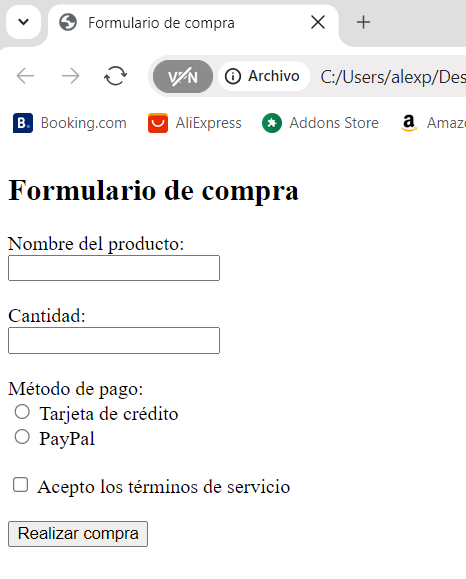 Formulario de compra
VPN
Archivo
C:/Users/alexp/Des
B. Booking.com
AliExpress
Addons Store
a
Amaz
Formulario de compra
Nombre del producto:
Cantidad:
Método de pago:
Tarjeta de crédito
PayPal
Acepto los términos de servicio
Realizar compra